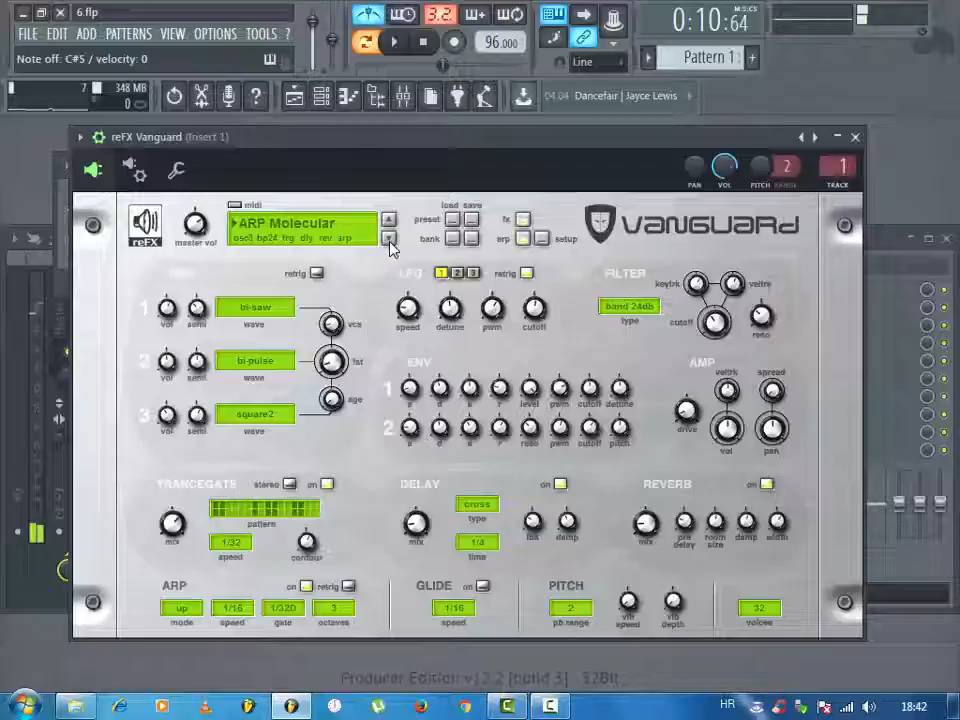 6.flp
FILE EDIT ADD PATTERNS VIEW OPTIONS TOOLS ?
Note off: C#5 / velocity: 0
3.2
96.000
0:10:64
Pattern 1
Line
7 348 MB
0
04.04 Dancefair | Jayce Lewis
reFX Vanguard (Insert 1)
PAN VOL PITCH RANGE 2 1 TRACK
reFX
master vol
midi
ARP Molecular
osc3 bp24 trg dly rev arp
load save
preset
bank
fx
arp setup
VANGUARD
retrig
LFO 1 2 3 retrig
FILTER
keytrk veltrk
1 vol semi bi-saw wave
vcs
speed detune pwm cutoff
band 24db
type
cutoff reso
2 vol semi bi-pulse wave
fat
ENV
AMP
veltrk spread
1 a d s r level pwm cutoff detune
3 vol semi square2 wave
age
2 a d s r reso pwm cutoff pitch
drive vol pan
TRANCEGATE stereo on
mix
pattern
1/32
speed
contour
DELAY on
mix
cross
type
1/4
time
damp
REVERB on
mix pre delay room size damp width
ARP on retrig
up 1/16 1/320 3
mode speed gate octaves
GLIDE on
1/16
speed
PITCH
2
pb.range
vib speed vib depth
32
voices
Producer Edition v12.2 [build 3] - 32Bit
HR 18:42